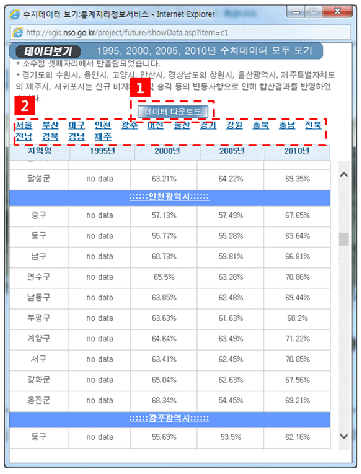 수치데이터 보기:통계지리정보서비스 - Internet Explorer
http://sgis.nso.go.kr/project/future/showData.asp?item=c1
데이터보기 1995, 2000, 2005, 2010년 수치데이터 모두 보기
• 소수점 셋째자리에서 반올림되었습니다.
• 경기도의 수원시, 용인시, 고양시, 안산시, 경상남도의 창원시, 울산광역시, 제주특별자치도
의 제주시, 서귀포시는 신규 및 승격 등의 변동사항으로 인해 합산결과를 반영하였
1
데이터 다운로드
2
서울 부산 대구 인천 광주 대전 울산 경기 강원 충북 충남 전북
전남 경북 경남 제주
지역명 1995년 2000년 2005년 2010년
달성군 no data 63.21% 64.22% 69.35%
::::::인천광역시::::::
중구 no data 57.13% 57.49% 67.65%
동구 no data 55.77% 55.28% 63.64%
남구 no data 60.73% 59.81% 66.81%
연수구 no data 65.5% 63.28% 70.86%
남동구 no data 63.85% 62.48% 69.44%
부평구 no data 63.63% 61.63% 68.2%
계양구 no data 64.64% 63.49% 71.22%
서구 no data 63.41% 62.45% 70.05%
강화군 no data 65.04% 62.63% 67.56%
옹진군 no data 68.34% 54.45% 69.21%
::::::광주광역시::::::
동구 no data 55.69% 53.5% 62.16%